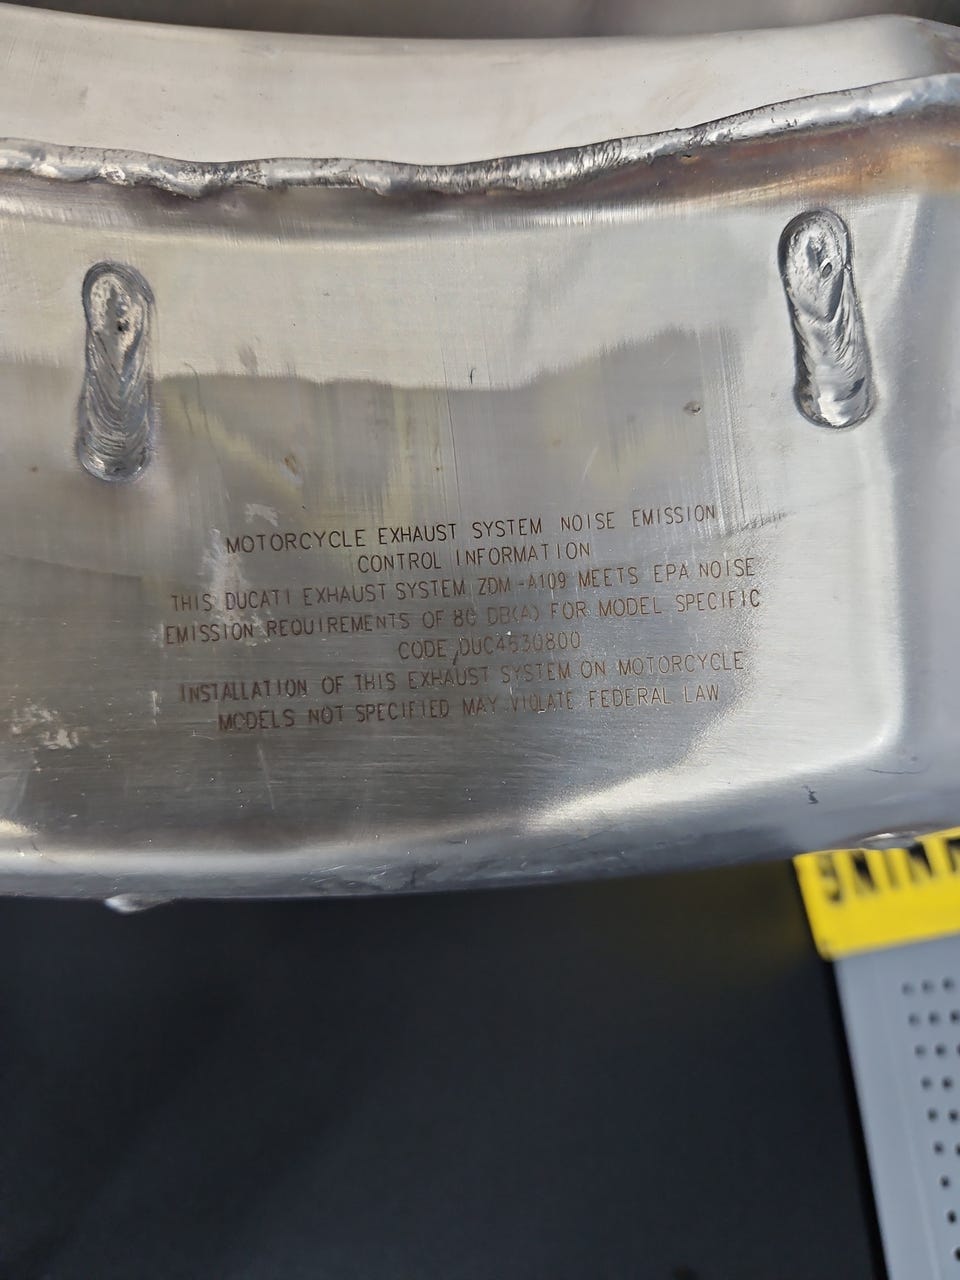 MOTORCYCLE EXHAUST SYSTEM NOISE EMISSION
CONTROL INFORMATION
THIS DUCATI EXHAUST SYSTEM ZDM-A109 MEETS EPA NOISE
EMISSION REQUIREMENTS OF 80 DB(A) FOR MODEL SPECIFIC
CODE DUC4630800
INSTALLATION OF THIS EXHAUST SYSTEM ON MOTORCYCLE
MODELS NOT SPECIFIED MAY VIOLATE FEDERAL LAW